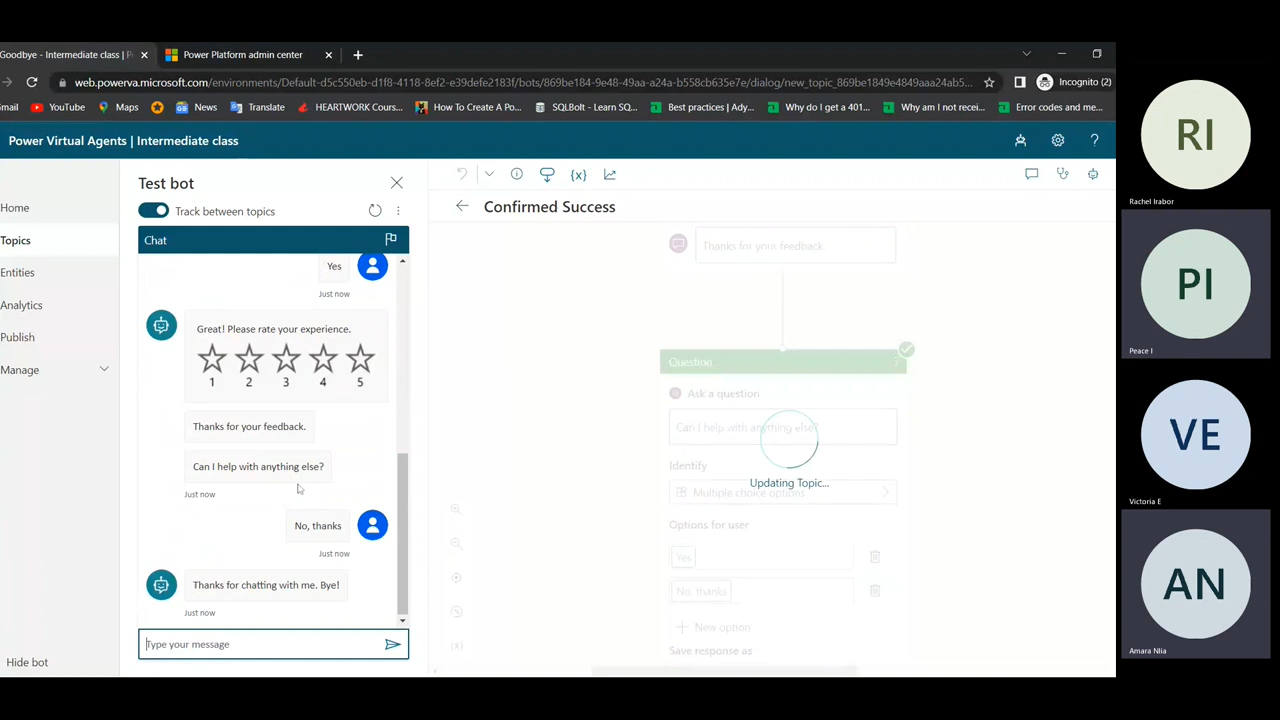 Goodbye - Intermediate class | P
Power Platform admin center
web.powerva.microsoft.com/environments/Default-d5c550eb-d1f8-4118-8ef2-e39defe2183f/bots/869be184-9e48-49aa-a24a-b558cb635e7e/dialog/new_topic_869be1849e4849aaa24ab5...
Incognito (2)
mail
YouTube
Maps
News
Translate
HEARTWORK Cours...
How To Create A Po...
SQLBolt - Learn SQ...
Best practices | Ady...
Why do I get a 401...
Why am I not recei...
Error codes and me...
Power Virtual Agents | Intermediate class
Home
Topics
Entities
Analytics
Publish
Manage
Hide bot
Test bot
Track between topics
Chat
Yes
Just now
Great! Please rate your experience.
1 2 3 4 5
Thanks for your feedback.
Can I help with anything else?
Just now
No, thanks
Just now
Thanks for chatting with me. Bye!
Just now
Type your message
{x}
Confirmed Success
Thanks for your feedback
Question
Ask a question
Can I help with anything else?
Identify
Updating Topic...
Multiple choice options
Options for user
Yes
No, thanks
New option
Save response as
{x}
RI
Rachel Irabor
PI
Peace I
VE
Victoria E
AN
Amara Nlia